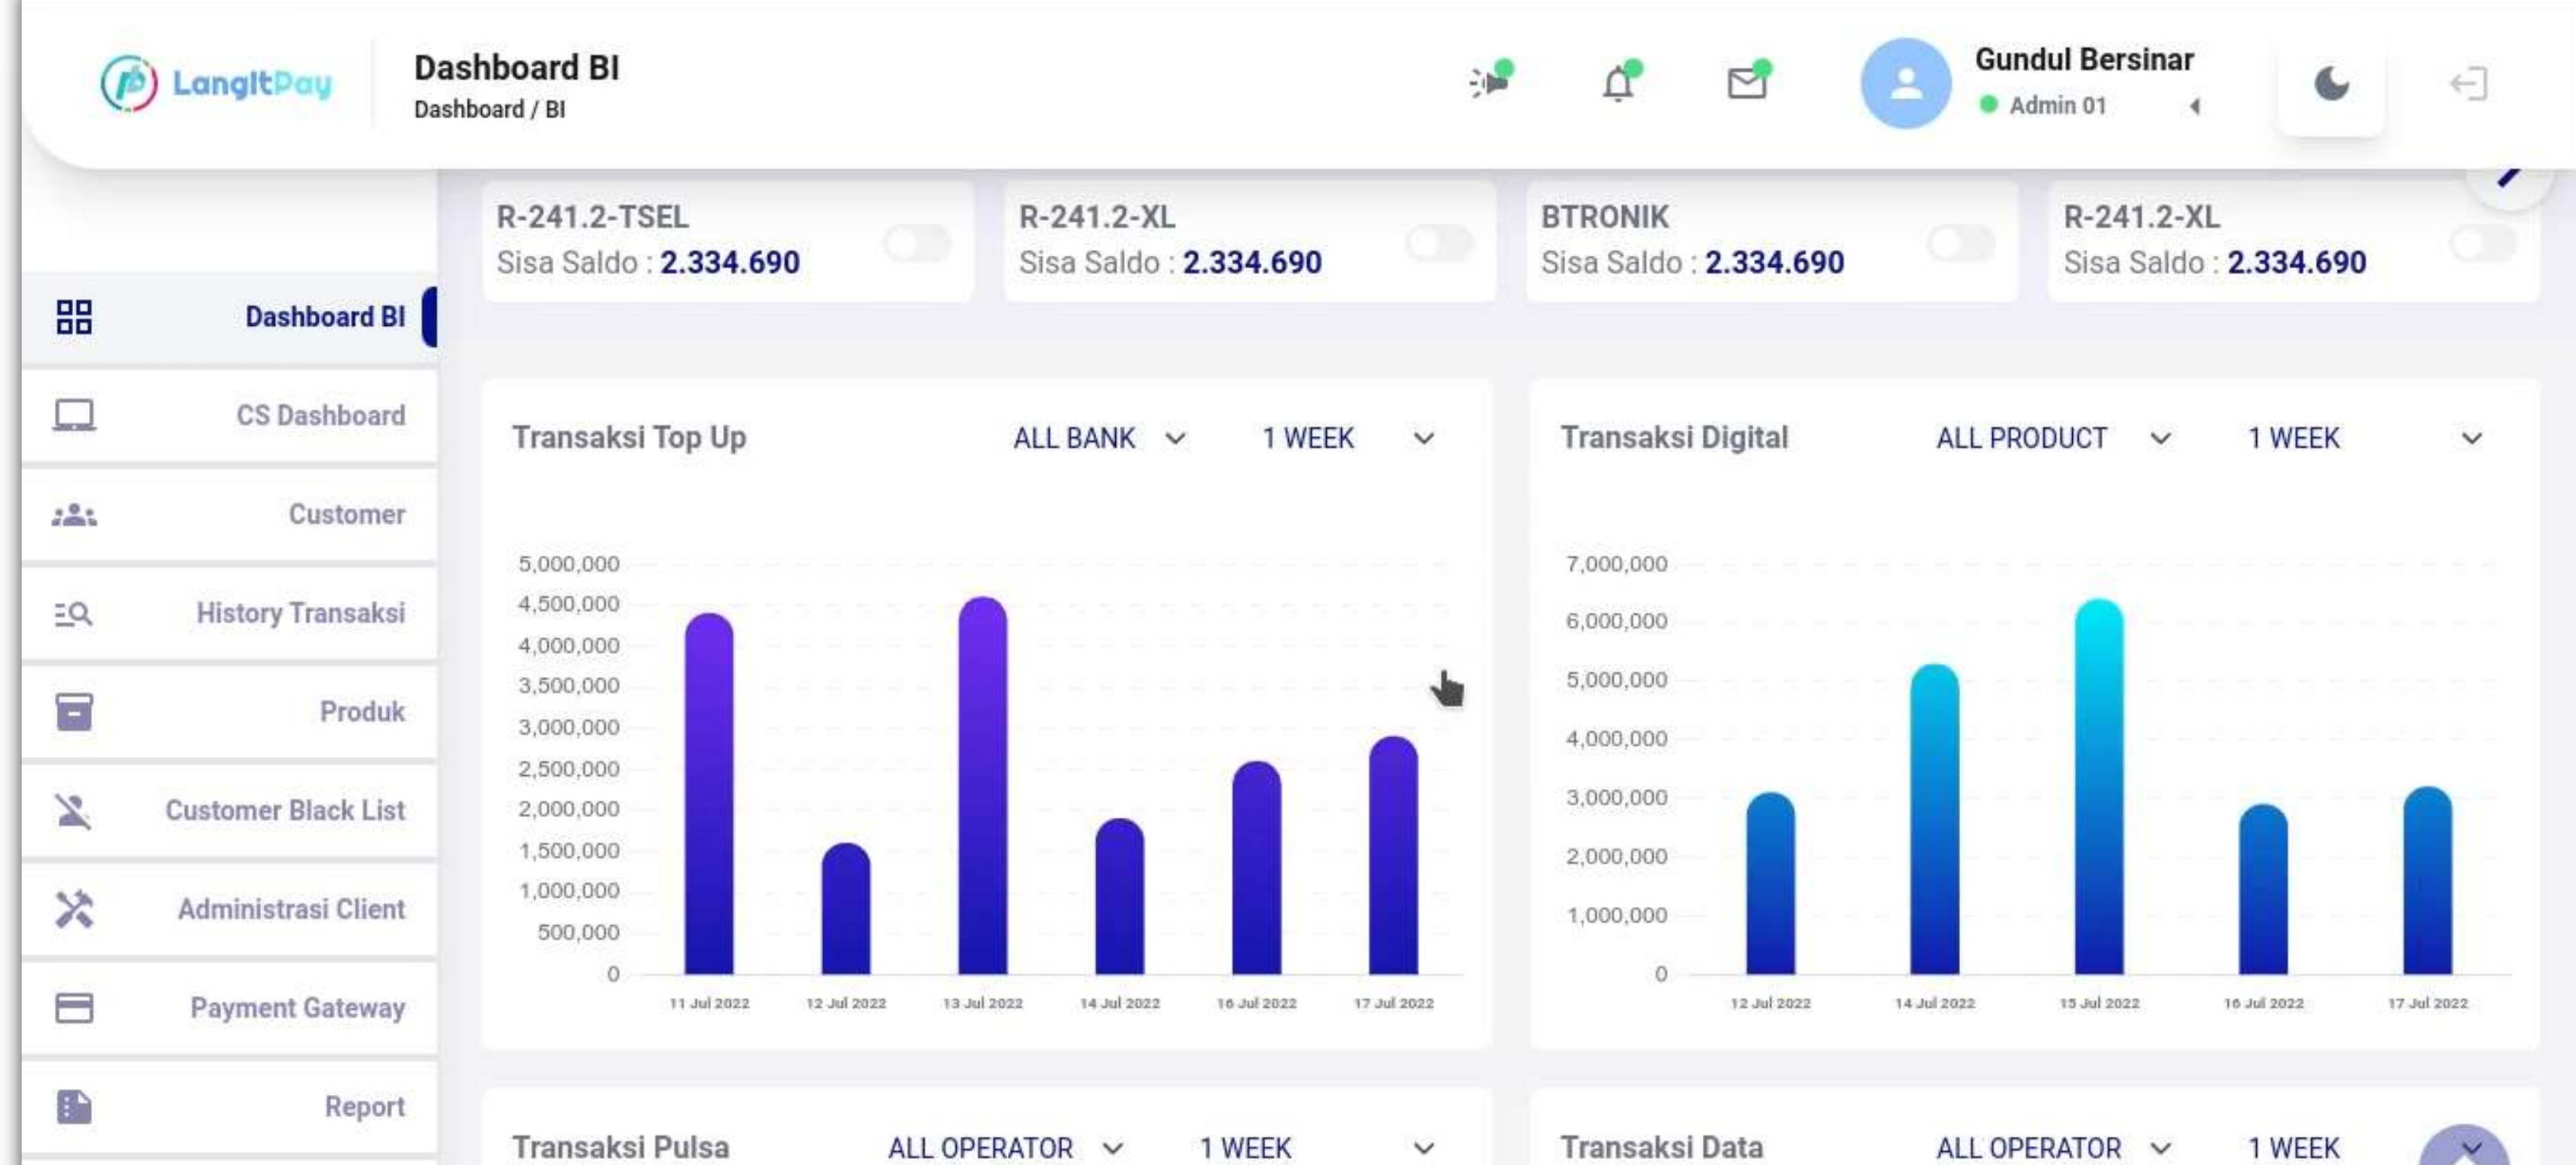 LangItPay
Dashboard BI
Dashboard / BI
Gundul Bersinar
Admin 01
R-241.2-TSEL
Sisa Saldo : 2.334.690
R-241.2-XL
Sisa Saldo : 2.334.690
BTRONIK
Sisa Saldo : 2.334.690
R-241.2-XL
Sisa Saldo : 2.334.690
Dashboard BI
CS Dashboard
Customer
History Transaksi
Produk
Customer Black List
Administrasi Client
Payment Gateway
Report
Transaksi Top Up
ALL BANK
1 WEEK
5,000,000
4,500,000
4,000,000
3,500,000
3,000,000
2,500,000
2,000,000
1,500,000
1,000,000
500,000
0
11 Jul 2022
12 Jul 2022
13 Jul 2022
14 Jul 2022
16 Jul 2022
17 Jul 2022
Transaksi Digital
ALL PRODUCT
1 WEEK
7,000,000
6,000,000
5,000,000
4,000,000
3,000,000
2,000,000
1,000,000
0
12 Jul 2022
14 Jul 2022
15 Jul 2022
16 Jul 2022
17 Jul 2022
Transaksi Pulsa
ALL OPERATOR
1 WEEK
Transaksi Data
ALL OPERATOR
1 WEEK